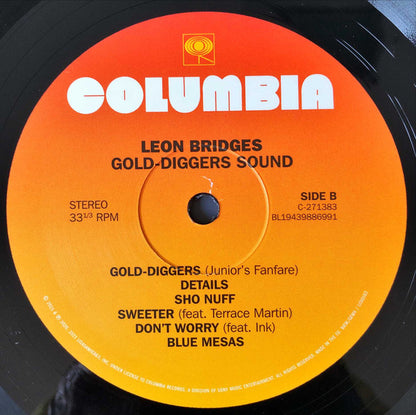 COLUMBIA
LEON BRIDGES
GOLD-DIGGERS SOUND
STEREO
33 1/3 RPM
SIDE B
C-271383
BL19439886991
GOLD-DIGGERS (Junior's Fanfare)
DETAILS
SHO NUFF
SWEETER (feat. Terrace Martin)
DON'T WORRY (feat. Ink)
BLUE MESAS